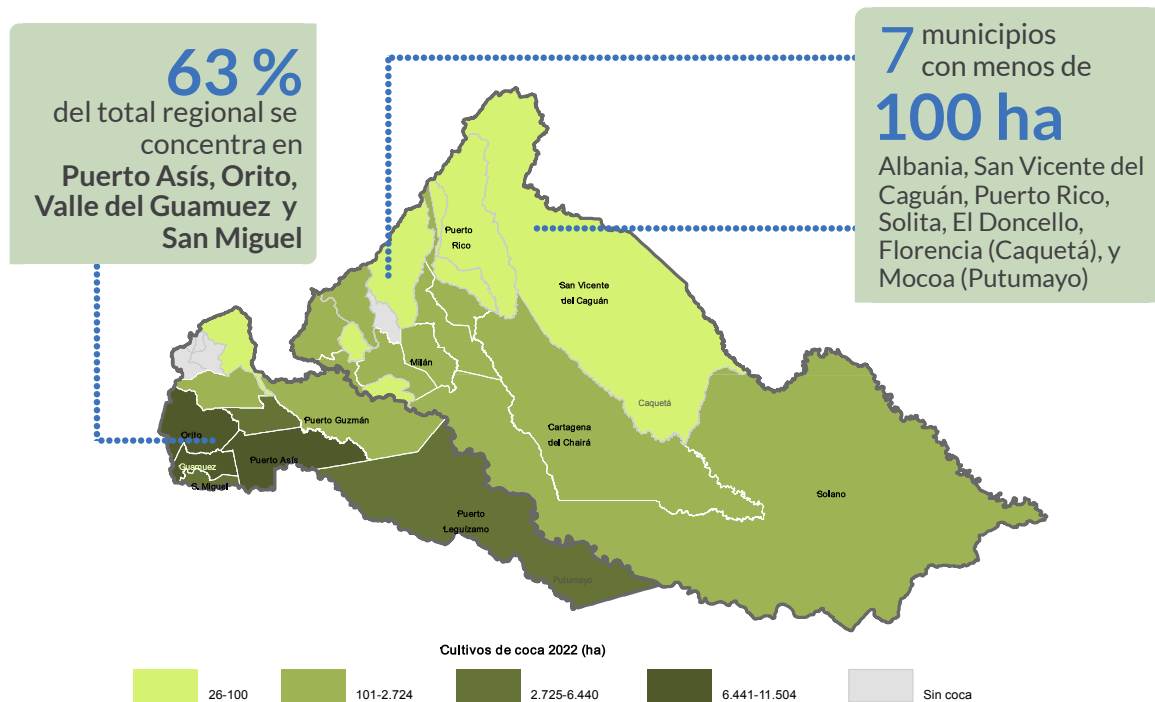 63 %
del total regional se
concentra en
Puerto Asís, Orito,
Valle del Guamuez y
San Miguel
7 municipios
con menos de
100 ha
Albania, San Vicente del
Caguán, Puerto Rico,
Solita, El Doncello,
Florencia (Caquetá), y
Mocoa (Putumayo)
Puerto
Rico
San Vicente
del Caguán
Milán
Caquetá
Puerto Guzmán
Cartagena
del Chairá
Orito
Puerto Asís
Guamuez
S. Miguel
Solano
Puerto
Leguízamo
Putumayo
Cultivos de coca 2022 (ha)
26-100
101-2.724
2.725-6.440
6.441-11.504
Sin coca